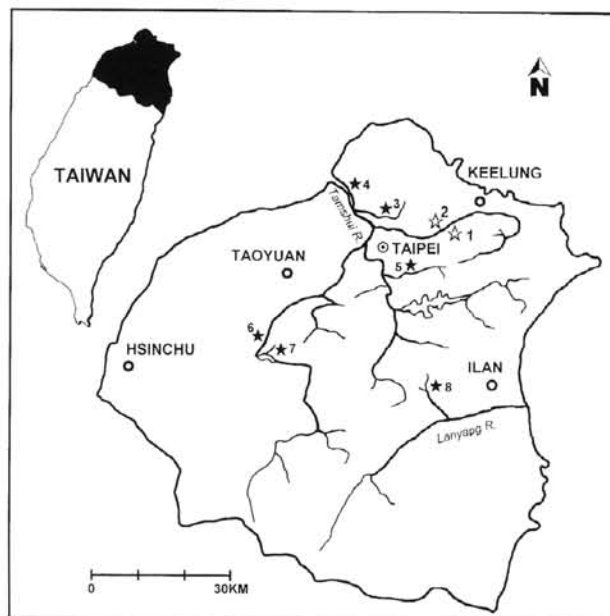 TAIWAN
N
KEELUNG
4
3
2
1
Tamshui R.
TAIPEI
5
TAOYUAN
6
7
HSINCHU
ILAN
8
Lanyang R.
0 30KM